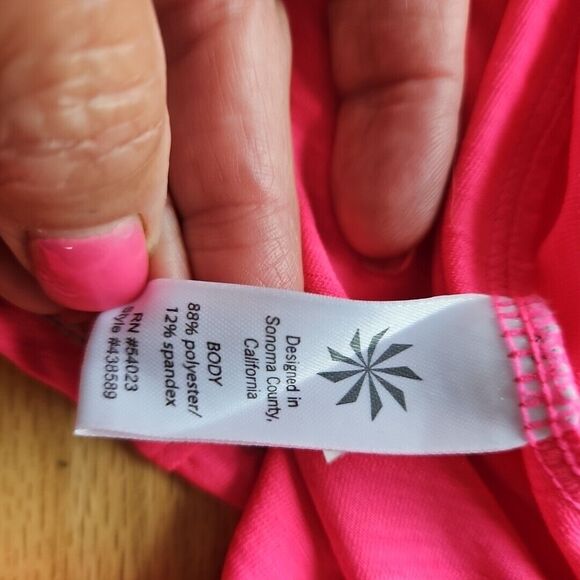 Designed in
Sonoma County,
California
BODY
88% polyester/
12% spandex
RN #54023
Style #438589